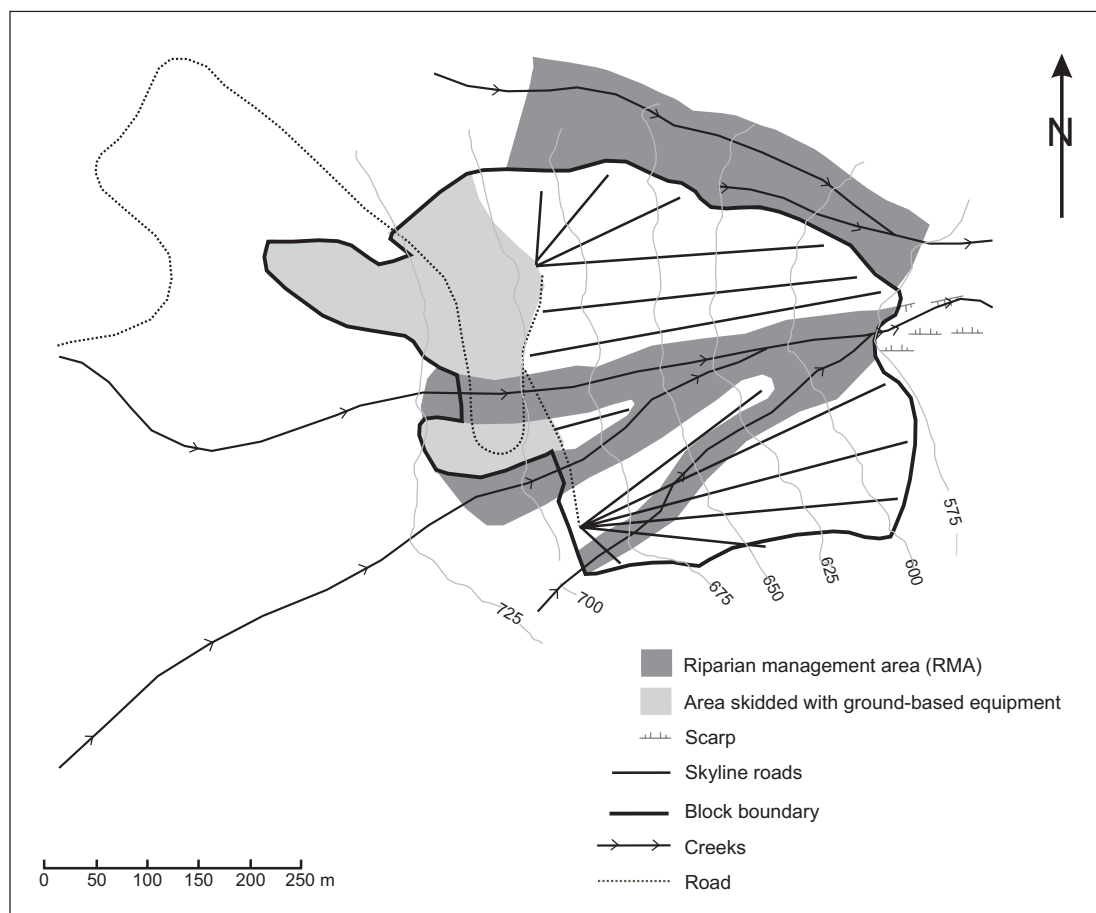 N
575
600
625
650
675
700
725
Riparian management area (RMA)
Area skidded with ground-based equipment
Scarp
Skyline roads
Block boundary
Creeks
Road
0 50 100 150 200 250 m